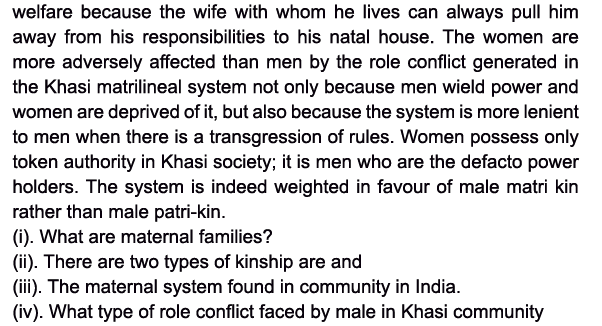 welfare because the wife with whom he lives can always pull him
away from his responsibilities to his natal house. The women are
more adversely affected than men by the role conflict generated in
the Khasi matrilineal system not only because men wield power and
women are deprived of it, but also because the system is more lenient
to men when there is a transgression of rules. Women possess only
token authority in Khasi society; it is men who are the defacto power
holders. The system is indeed weighted in favour of male matri kin
rather than male patri-kin.
(i). What are maternal families?
(ii). There are two types of kinship are and
(iii). The maternal system found in community in India.
(iv). What type of role conflict faced by male in Khasi community